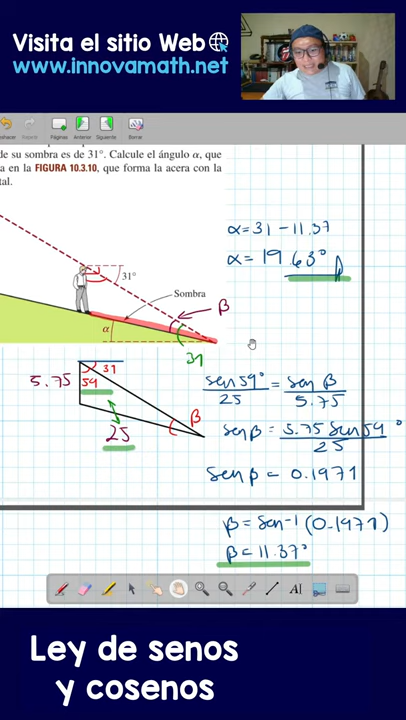 Visita el sitio Web
www.innovamath.net
Páginas Anterior Siguiente Borrar
de su sombra es de 31°. Calcule el ángulo α, que
a en la FIGURA 10.3.10, que forma la acera con la
tal.
α = 31 - 11.37
α = 19.63°
31°
Sombra
β
α
31
5.75
31
59
β
25
sen 59° / 25 = sen β / 5.75
sen β = 5.75 sen 59° / 25
sen β = 0.1971
β = sen-1 (0.1971)
β = 11.37°
AI
Ley de senos
y cosenos